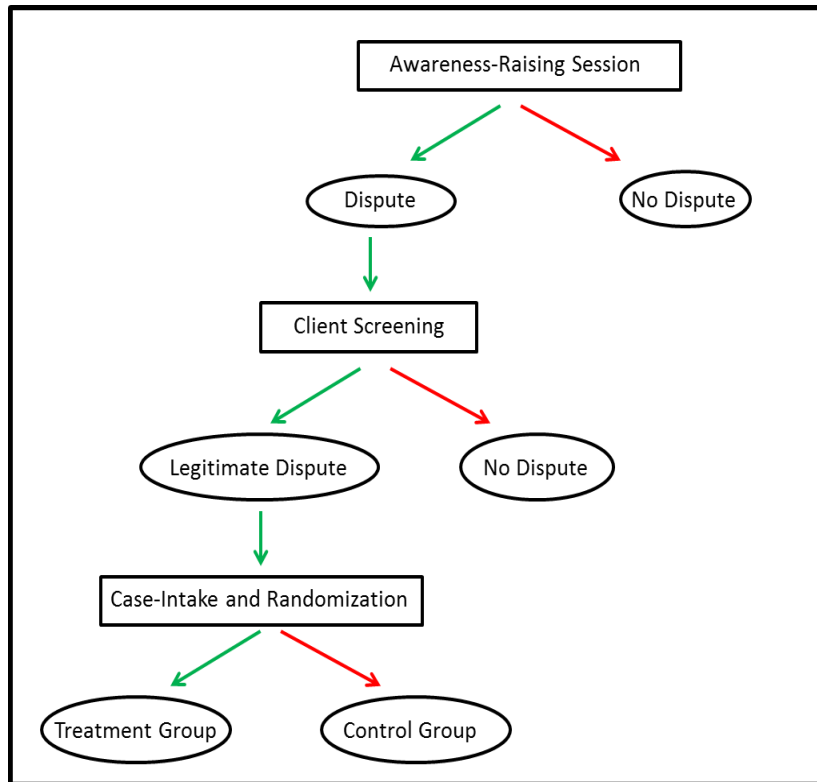 Awareness-Raising Session
Dispute
No Dispute
Client Screening
Legitimate Dispute
No Dispute
Case-Intake and Randomization
Treatment Group
Control Group